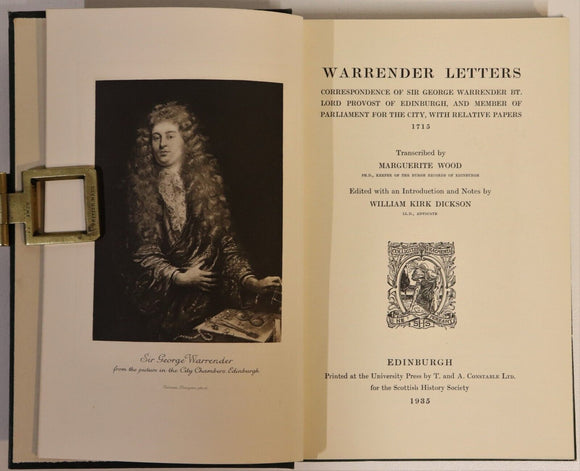 Sir George Warrender
from the picture in the City Chambers, Edinburgh.
WARRENDER LETTERS
CORRESPONDENCE OF SIR GEORGE WARRENDER BT.
LORD PROVOST OF EDINBURGH, AND MEMBER OF
PARLIAMENT FOR THE CITY, WITH RELATIVE PAPERS
1715
Transcribed by
MARGUERITE WOOD
PH.D., KEEPER OF THE BURGH RECORDS OF EDINBURGH
Edited with an Introduction and Notes by
WILLIAM KIRK DICKSON
LL.D., ADVOCATE
SHS
EDINBURGH
Printed at the University Press by T. and A. CONSTABLE LTD.
for the Scottish History Society
1935